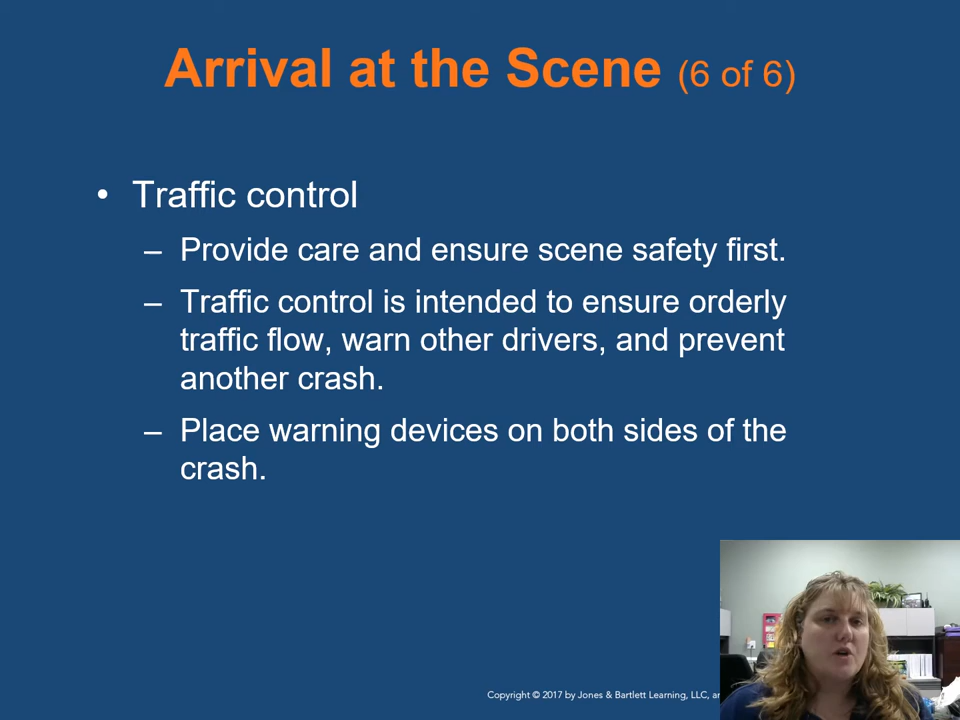 Arrival at the Scene (6 of 6)
• Traffic control
– Provide care and ensure scene safety first.
– Traffic control is intended to ensure orderly
traffic flow, warn other drivers, and prevent
another crash.
– Place warning devices on both sides of the
crash.
Copyright © 2017 by Jones & Bartlett Learning, LLC,